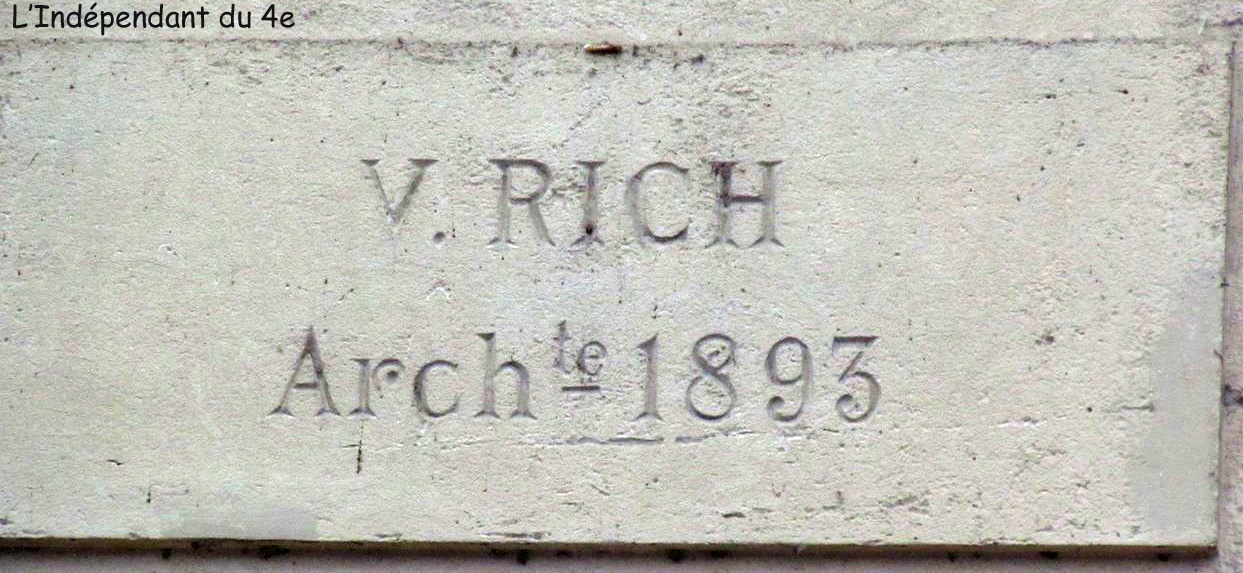 L'Indépendant du 4e
V. RICH
Archte 1893